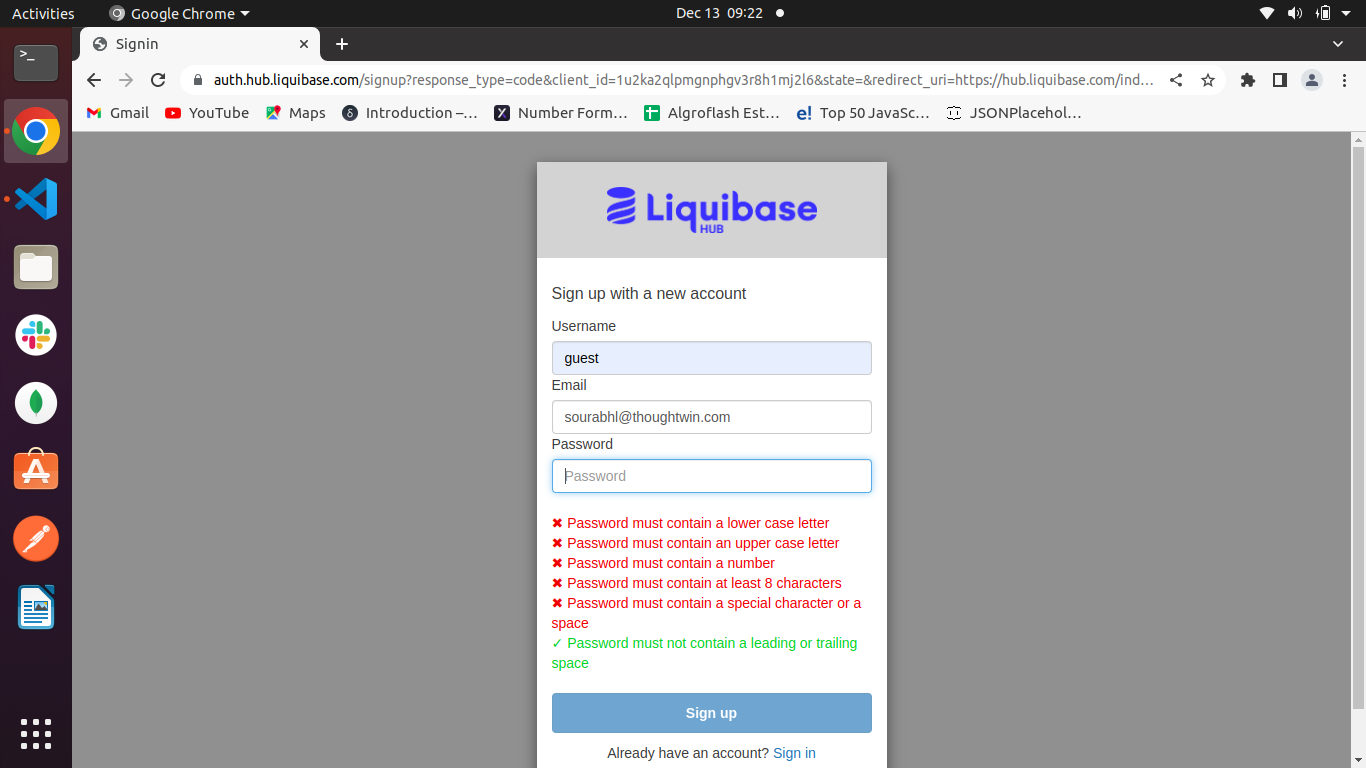 Activities
Google Chrome
Dec 13 09:22
Signin
auth.hub.liquibase.com/signup?response_type=code&client_id=1u2ka2qlpmgnphgv3r8h1mj2l6&state=&redirect_uri=https://hub.liquibase.com/ind…
Gmail
YouTube
Maps
Introduction –…
Number Form…
Algroflash Est…
Top 50 JavaSc…
JSONPlacehol…
Liquibase
HUB
Sign up with a new account
Username
guest
Email
sourabhl@thoughtwin.com
Password
Password
✖ Password must contain a lower case letter
✖ Password must contain an upper case letter
✖ Password must contain a number
✖ Password must contain at least 8 characters
✖ Password must contain a special character or a
space
✓ Password must not contain a leading or trailing
space
Sign up
Already have an account? Sign in